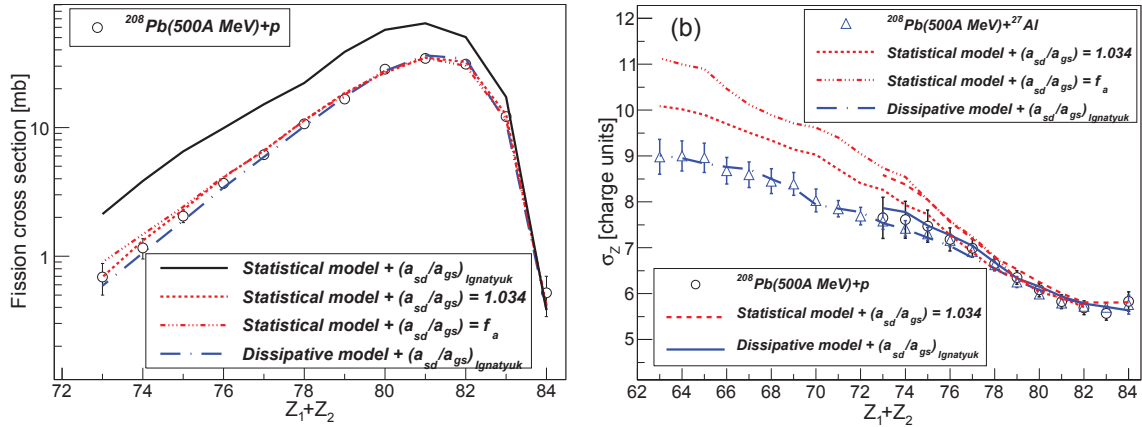 ²⁰⁸Pb(500A MeV)+p
Fission cross section [mb]
10
1
Statistical model + (a_sd/a_gs)_Ignatyuk
Statistical model + (a_sd/a_gs) = 1.034
Statistical model + (a_sd/a_gs) = f_a
Dissipative model + (a_sd/a_gs)_Ignatyuk
72 74 76 78 80 82 84
Z₁+Z₂
(b)
²⁰⁸Pb(500A MeV)+²⁷Al
Statistical model + (a_sd/a_gs) = 1.034
Statistical model + (a_sd/a_gs) = f_a
Dissipative model + (a_sd/a_gs)_Ignatyuk
σ_Z [charge units]
12
11
10
9
8
7
6
5
²⁰⁸Pb(500A MeV)+p
Statistical model + (a_sd/a_gs) = 1.034
Dissipative model + (a_sd/a_gs)_Ignatyuk
62 64 66 68 70 72 74 76 78 80 82 84
Z₁+Z₂